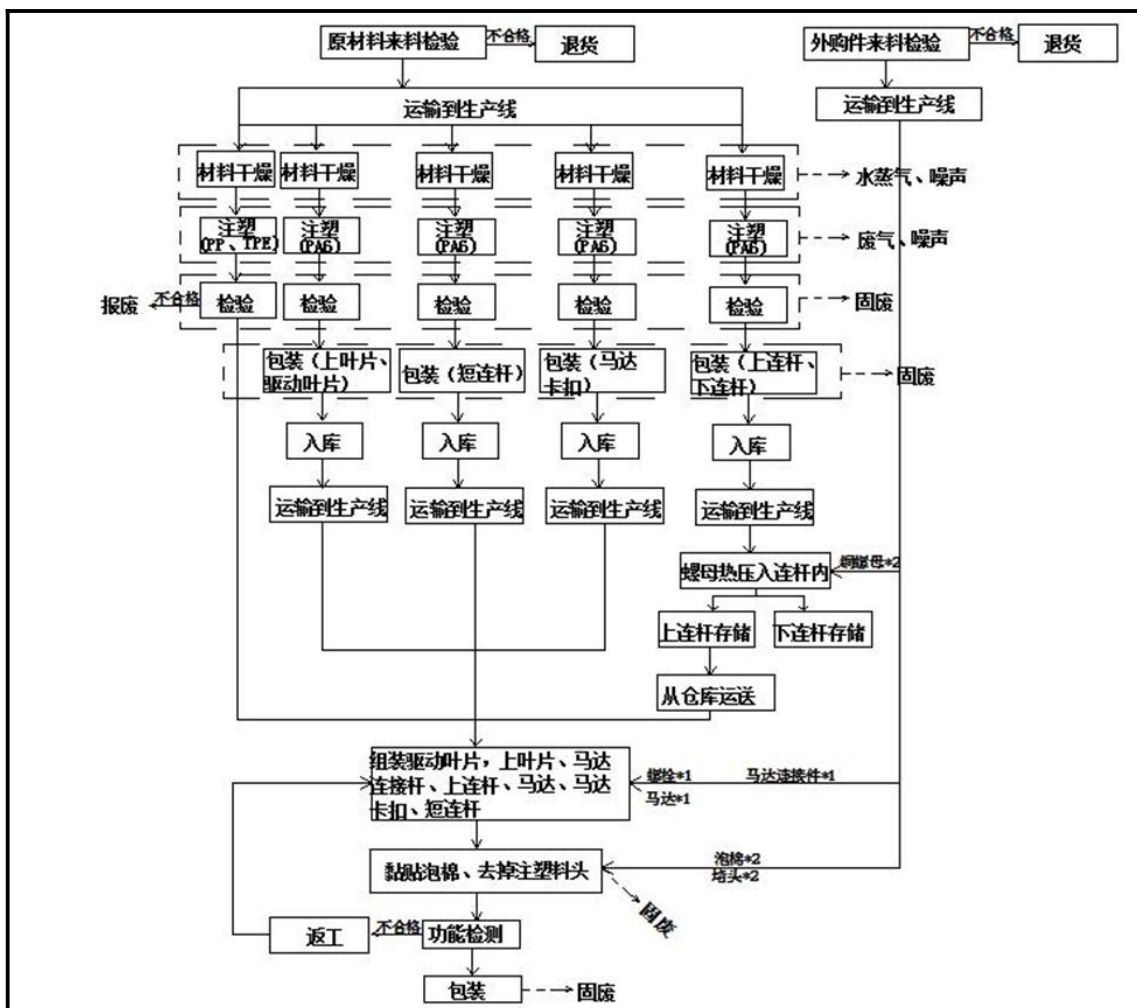 原材料来料检验
不合格
退货
外购件来料检验
不合格
退货
运输到生产线
运输到生产线
材料干燥
材料干燥
材料干燥
材料干燥
材料干燥
水蒸气、噪声
注塑
(PP、TPE)
注塑
(PA6)
注塑
(PA6)
注塑
(PA6)
注塑
(PA6)
废气、噪声
报废
不合格
检验
检验
检验
检验
检验
固废
包装(上叶片、
驱动叶片)
包装(短连杆)
包装(马达
卡扣)
包装(上连杆、
下连杆)
固废
入库
入库
入库
入库
运输到生产线
运输到生产线
运输到生产线
运输到生产线
螺母热压入连杆内
铜螺母*2
上连杆存储
下连杆存储
从仓库运送
组装驱动叶片，上叶片、马达
连接杆、上连杆、马达、马达
卡扣、短连杆
螺栓*1
马达连接件*1
马达*1
黏贴泡棉、去掉注塑料头
泡棉*2
堵头*2
固废
返工
不合格
功能检测
包装
固废